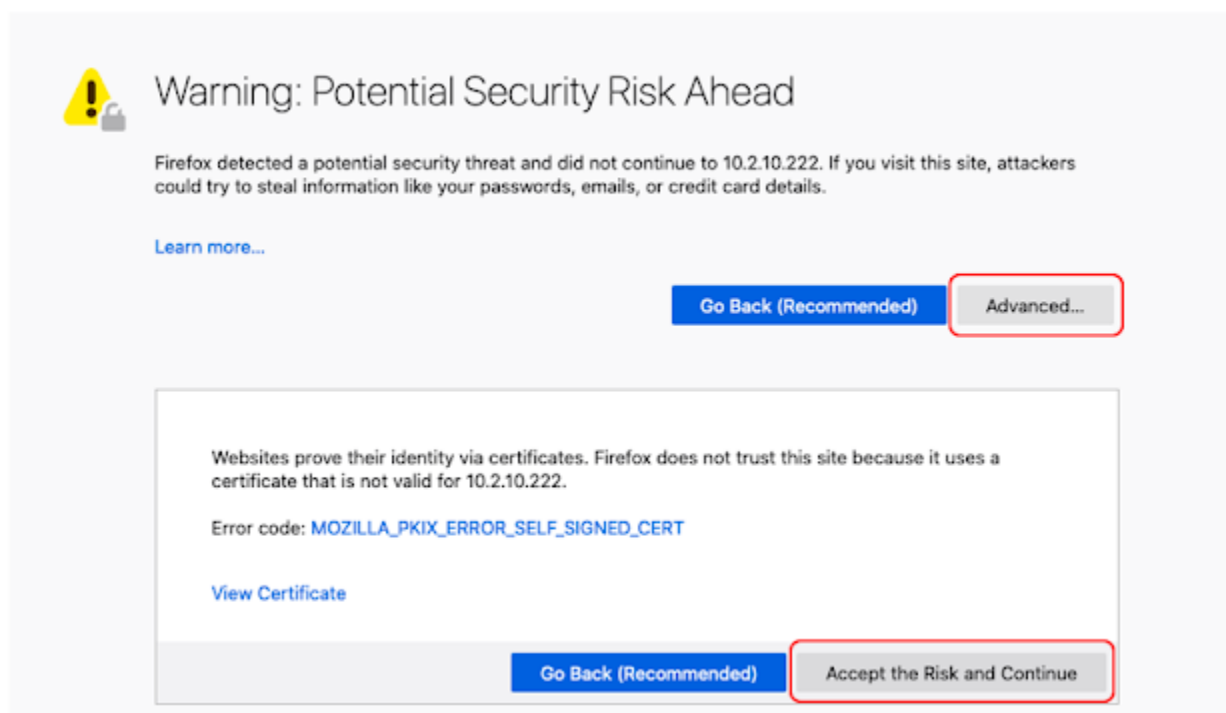 Warning: Potential Security Risk Ahead
Firefox detected a potential security threat and did not continue to 10.2.10.222. If you visit this site, attackers
could try to steal information like your passwords, emails, or credit card details.
Learn more...
Go Back (Recommended)
Advanced...
Websites prove their identity via certificates. Firefox does not trust this site because it uses a
certificate that is not valid for 10.2.10.222.
Error code: MOZILLA_PKIX_ERROR_SELF_SIGNED_CERT
View Certificate
Go Back (Recommended)
Accept the Risk and Continue